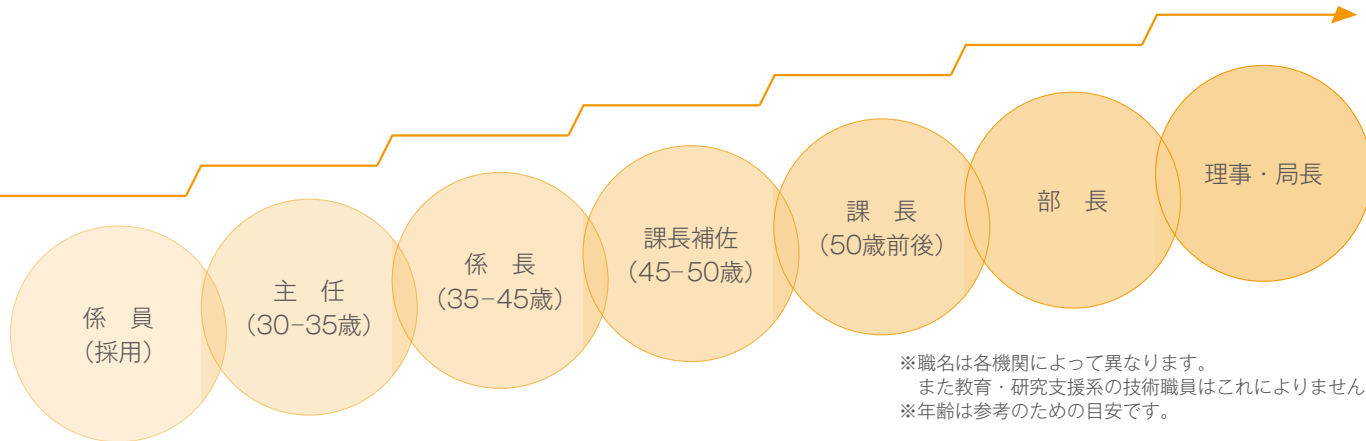 係　員
（採用）
主　任
（30-35歳）
係　長
（35-45歳）
課長補佐
（45-50歳）
課　長
（50歳前後）
部　長
理事・局長
※職名は各機関によって異なります。
また教育・研究支援系の技術職員はこれによりません
※年齢は参考のための目安です。